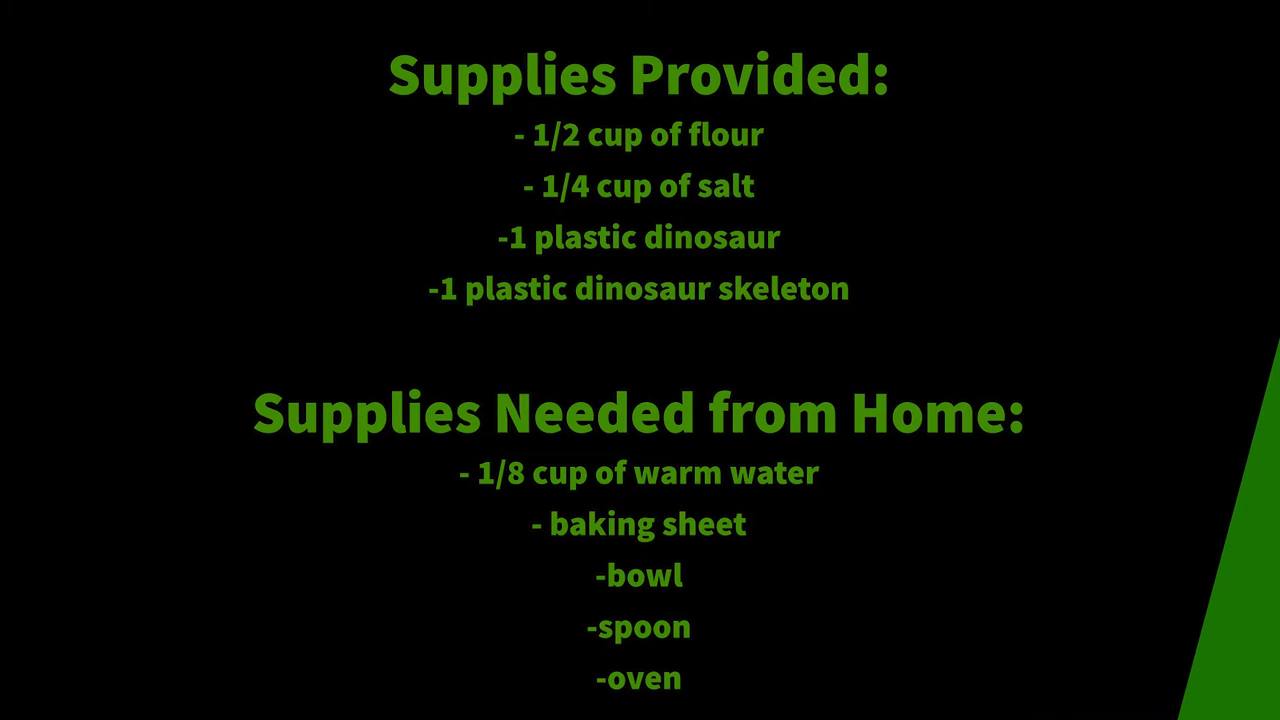 Supplies Provided:
- 1/2 cup of flour
- 1/4 cup of salt
-1 plastic dinosaur
-1 plastic dinosaur skeleton
Supplies Needed from Home:
- 1/8 cup of warm water
- baking sheet
-bowl
-spoon
-oven